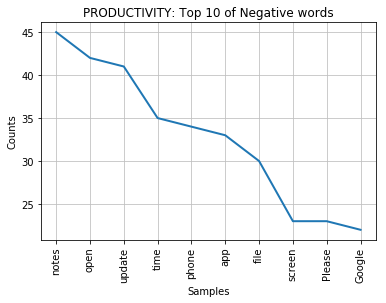 PRODUCTIVITY: Top 10 of Negative words
45
40
35
30
25
Counts
notes
open
update
time
phone
app
file
screen
Please
Google
Samples